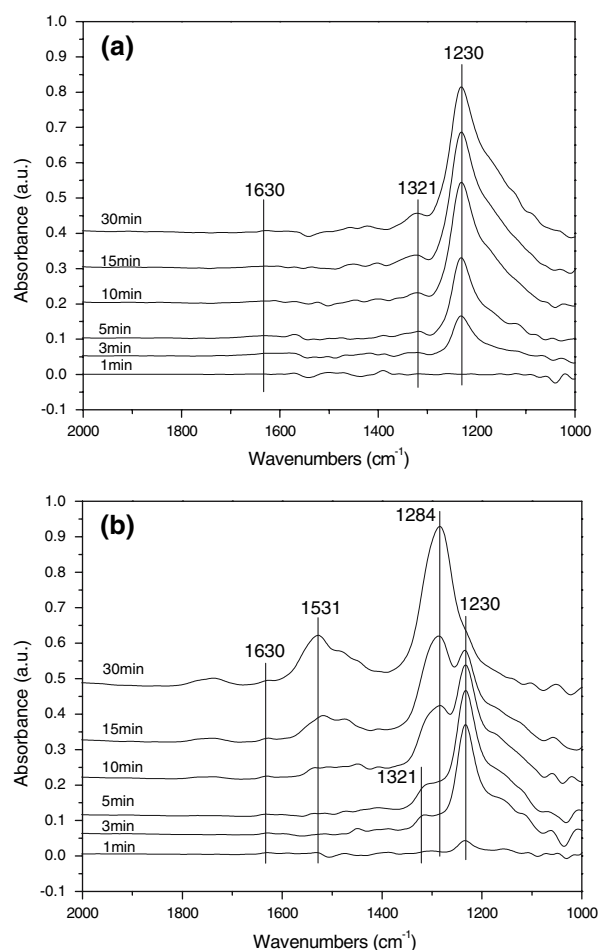 (a)
1230
1630
1321
30min
15min
10min
5min
3min
1min
1.0
0.9
0.8
0.7
0.6
0.5
0.4
0.3
0.2
0.1
0.0
-0.1
Absorbance (a.u.)
2000 1800 1600 1400 1200 1000
Wavenumbers (cm⁻¹)
(b)
1284
1531
1230
1630
1321
30min
15min
10min
5min
3min
1min
1.0
0.9
0.8
0.7
0.6
0.5
0.4
0.3
0.2
0.1
0.0
-0.1
Absorbance (a.u.)
2000 1800 1600 1400 1200 1000
Wavenumbers (cm⁻¹)